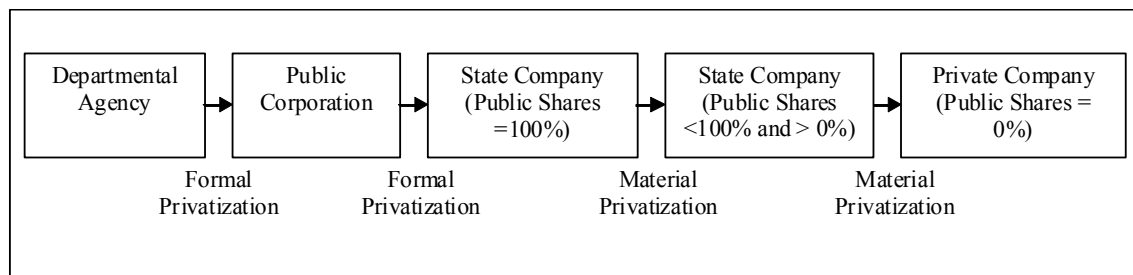 Departmental
Agency
Public
Corporation
State Company
(Public Shares
=100%)
State Company
(Public Shares
<100% and > 0%)
Private Company
(Public Shares =
0%)
Formal
Privatization
Formal
Privatization
Material
Privatization
Material
Privatization